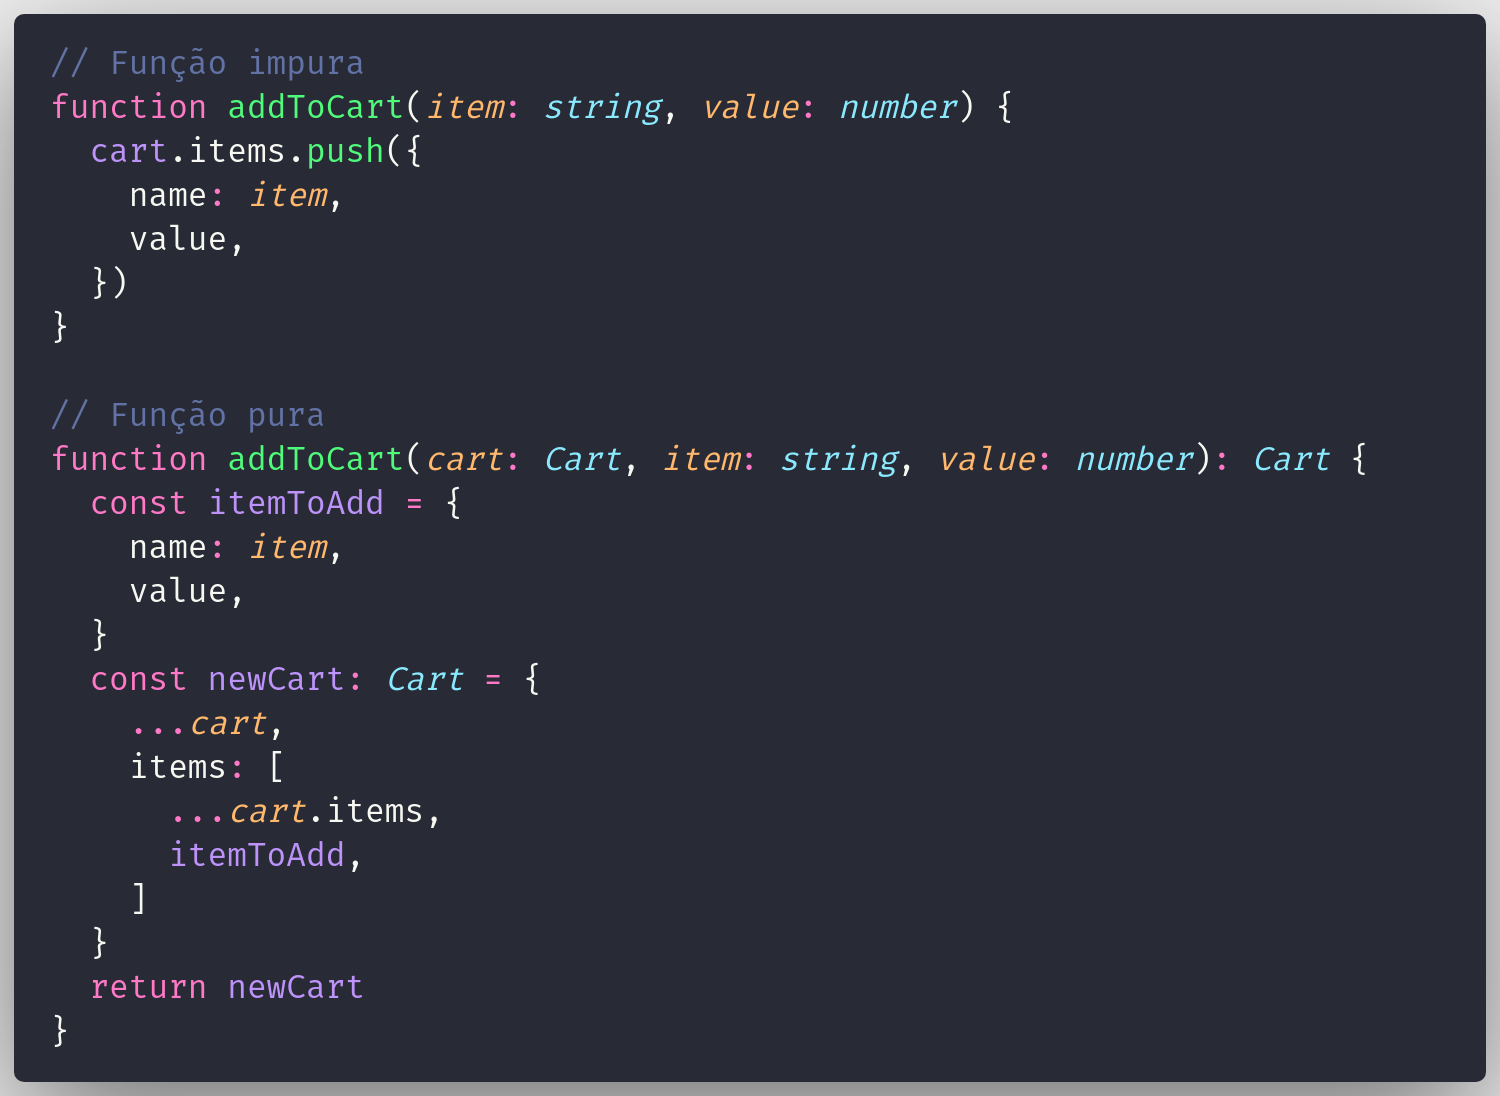 // Função impura
function addToCart(item: string, value: number) {
  cart.items.push({
    name: item,
    value,
  })
}

// Função pura
function addToCart(cart: Cart, item: string, value: number): Cart {
  const itemToAdd = {
    name: item,
    value,
  }
  const newCart: Cart = {
    ...cart,
    items: [
      ...cart.items,
      itemToAdd,
    ]
  }
  return newCart
}